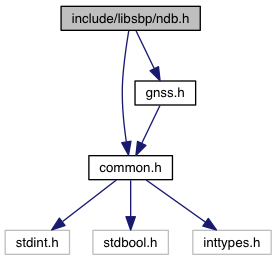 include/libsbp/ndb.h
gnss.h
common.h
stdint.h
stdbool.h
inttypes.h